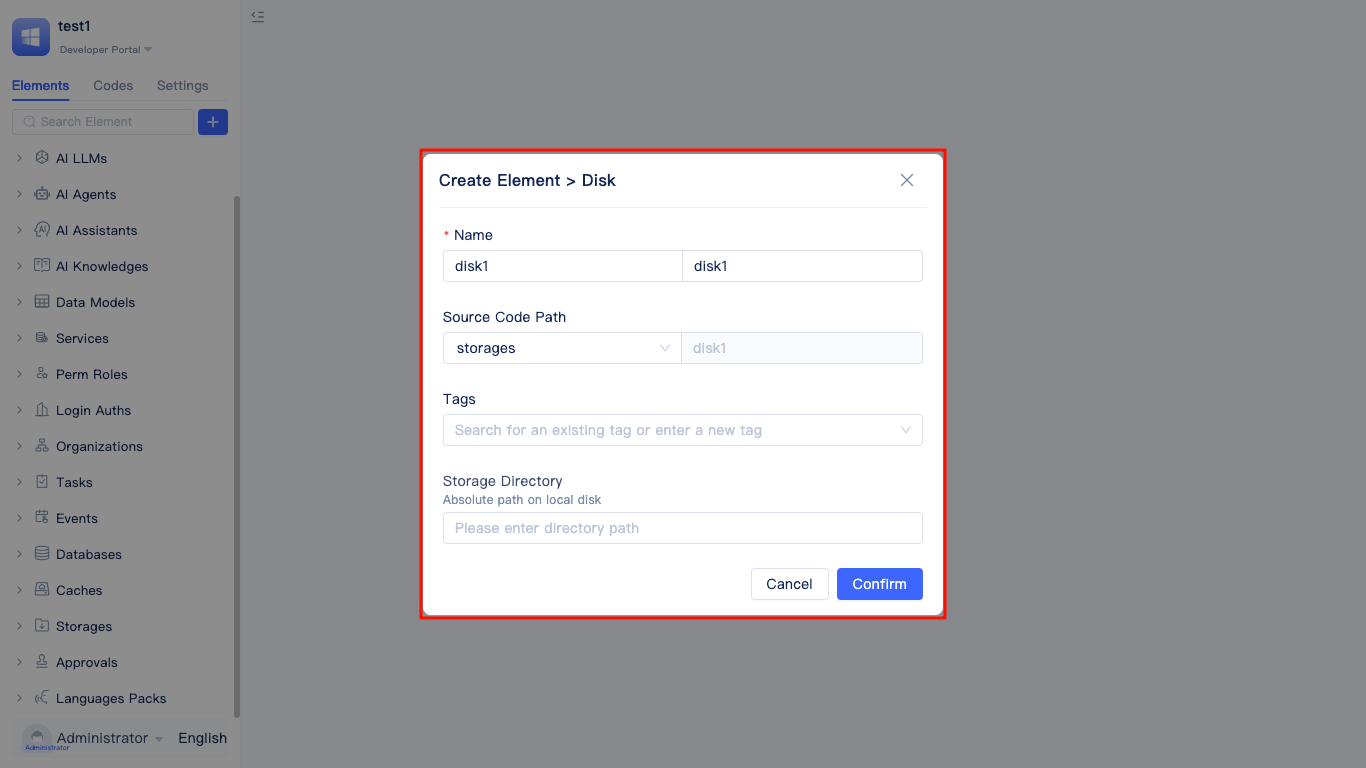 test1
Developer Portal
Elements Codes Settings
Search Element
AI LLMs
AI Agents
AI Assistants
AI Knowledges
Data Models
Services
Perm Roles
Login Auths
Organizations
Tasks
Events
Databases
Caches
Storages
Approvals
Languages Packs
Administrator English
Administrator
Create Element > Disk
* Name
disk1 disk1
Source Code Path
storages disk1
Tags
Search for an existing tag or enter a new tag
Storage Directory
Absolute path on local disk
Please enter directory path
Cancel Confirm